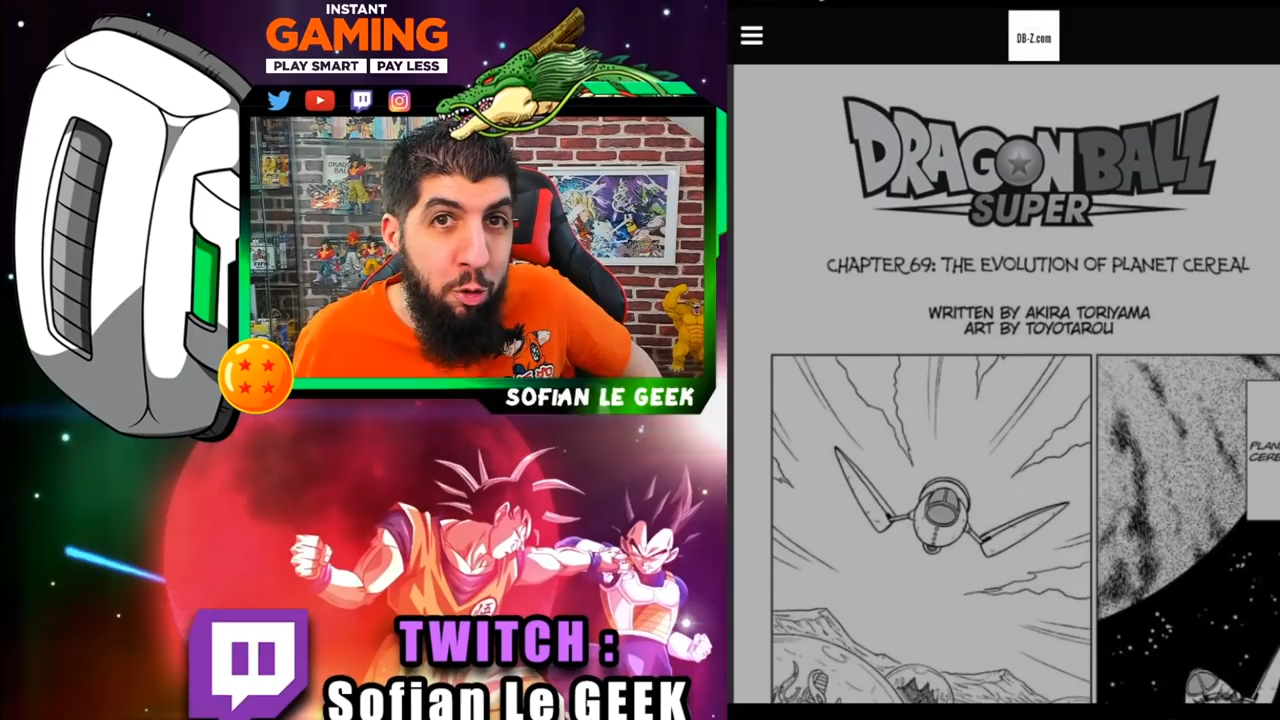 INSTANT
GAMING
PLAY SMART PAY LESS
SOFIAN LE GEEK
TWITCH :
Sofian Le GEEK
DB-Z.com
DRAGON BALL
SUPER
CHAPTER 69: THE EVOLUTION OF PLANET CEREAL
WRITTEN BY AKIRA TORIYAMA
ART BY TOYOTAROU